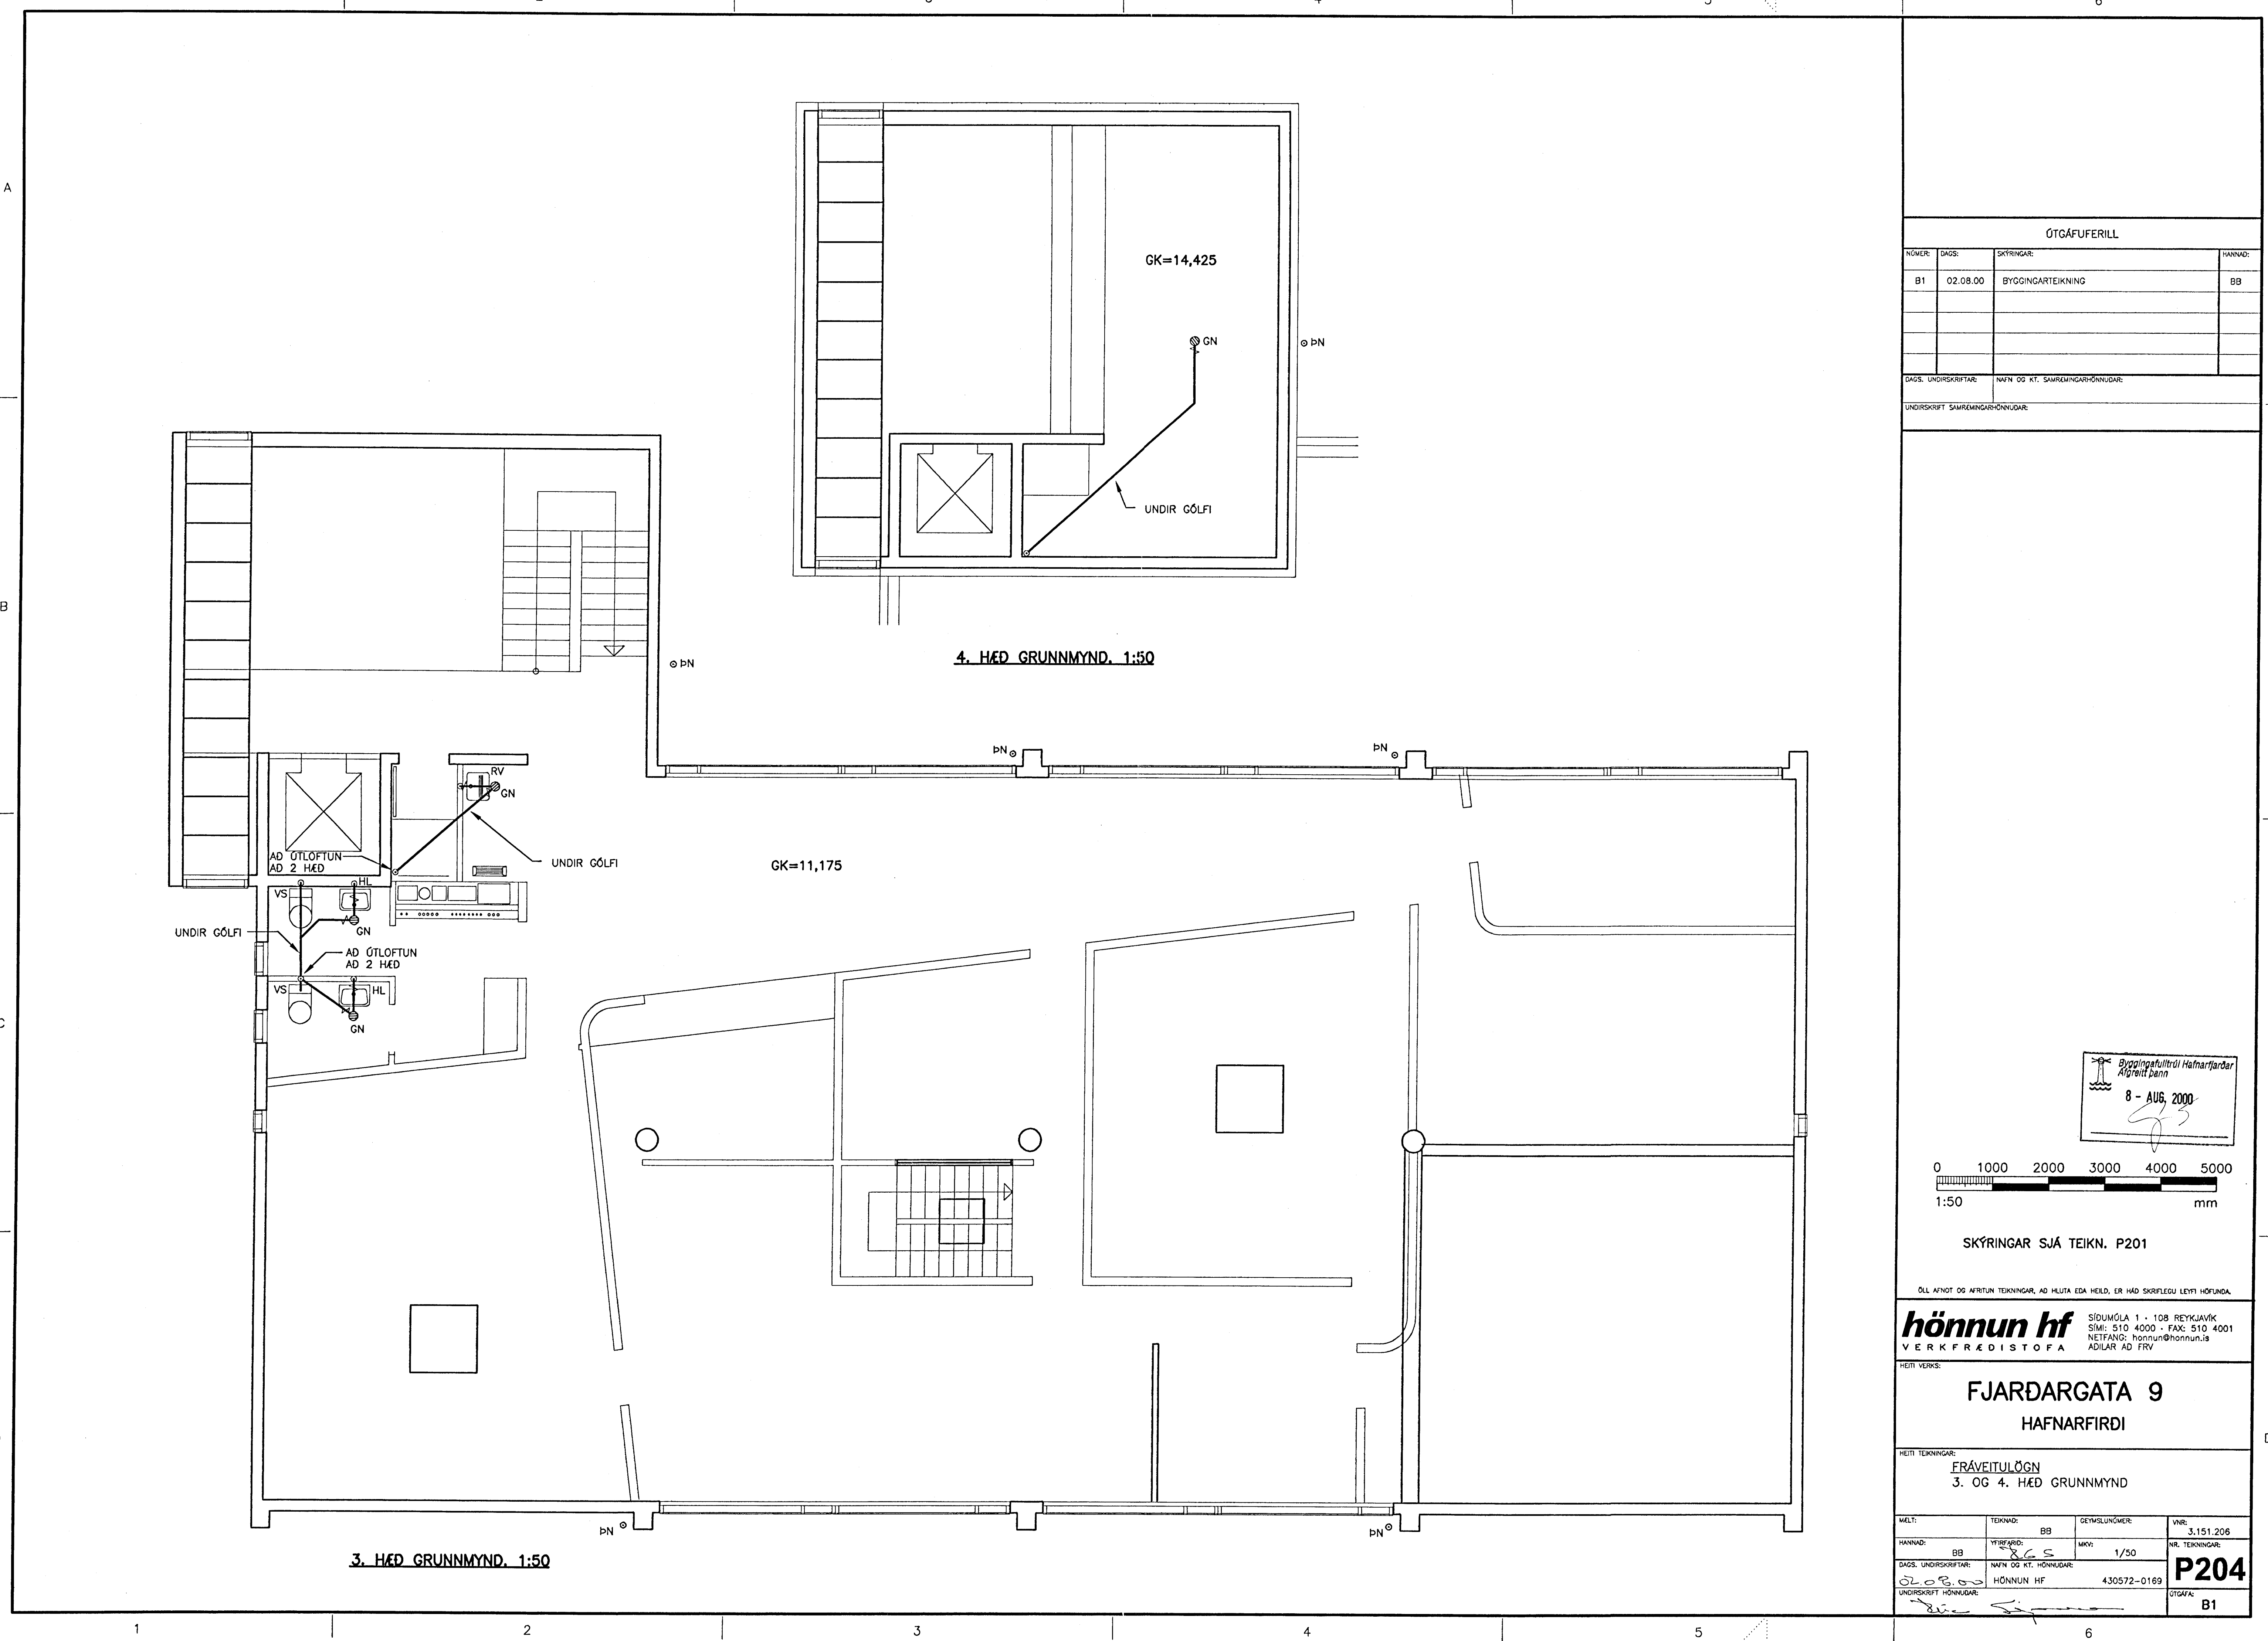 A
B
C
1
2
3
4
5
6
GK=14,425
GN
ÞN
UNDIR GÓLFI
4. HÆÐ GRUNNMYND. 1:50
ÞN
ÞN
ÞN
RV
GN
UNDIR GÓLFI
GK=11,175
AÐ ÚTLOFTUN
AÐ 2 HÆÐ
VS
HL
GN
UNDIR GÓLFI
AÐ ÚTLOFTUN
AÐ 2 HÆÐ
VS
HL
GN
ÞN
ÞN
3. HÆÐ GRUNNMYND. 1:50
ÚTGÁFUFERILL
NÚMER: DAGS: SKÝRINGAR: HANNAÐ:
B1 02.08.00 BYGGINGARTEIKNING BB
DAGS. UNDIRSKRIFTAR: NAFN OG KT. SAMRÆMINGARHÖNNUÐAR:
UNDIRSKRIFT SAMRÆMINGARHÖNNUÐAR:
Byggingafulltrúi Hafnarfjarðar
Afgreitt þann
8 - AUG. 2000
0 1000 2000 3000 4000 5000
1:50 mm
SKÝRINGAR SJÁ TEIKN. P201
ÖLL AFNOT OG AFRITUN TEIKNINGAR, AÐ HLUTA EÐA HEILD, ER HÁÐ SKRIFLEGU LEYFI HÖFUNDA.
hönnun hf
VERKFRÆÐISTOFA
SÍÐUMÚLA 1 - 108 REYKJAVÍK
SÍMI: 510 4000 - FAX: 510 4001
NETFANG: honnun@honnun.is
AÐILAR AÐ FRV
HEITI VERKS:
FJARÐARGATA 9
HAFNARFIRÐI
HEITI TEIKNINGAR:
FRÁVEITULÖGN
3. OG 4. HÆÐ GRUNNMYND
MÆLT: TEIKNAÐ: BB GEYMSLUNÚMER: VNR: 3.151.206
HANNAÐ: BB YFIRFARIÐ: MKV: 1/50 NR. TEIKNINGAR: P204
DAGS. UNDIRSKRIFTAR: 02.08.00 NAFN OG KT. HÖNNUÐAR: HÖNNUN HF 430572-0169
UNDIRSKRIFT HÖNNUÐAR: ÚTGÁFA: B1